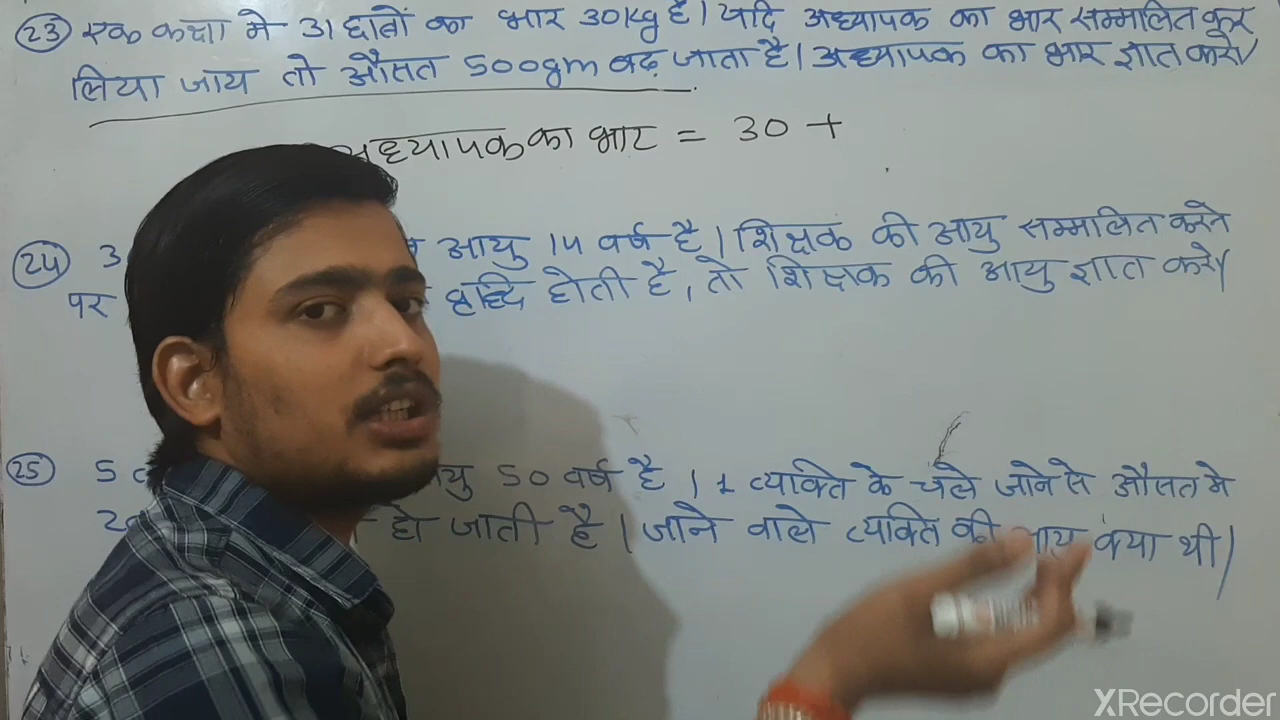 (23) एक कक्षा मे 31 छात्रों का भार 30kg है। यदि अध्यापक का भार सम्मालित कर
लिया जाय तो औसत 500gm बढ़ जाता है। अध्यापक का भार ज्ञात करे।
अध्यापक का भार = 30 +
(24) 3 आयु 14 वर्ष है। शिक्षक की आयु सम्मालित करने
पर वृद्धि होती है, तो शिक्षक की आयु ज्ञात करे।
(25) 5 आयु 50 वर्ष है। 1 व्यक्ति के चले जाने से औसत मे
हो जाती है। जाने वाले व्यक्ति की आयु क्या थी।
XRecorder